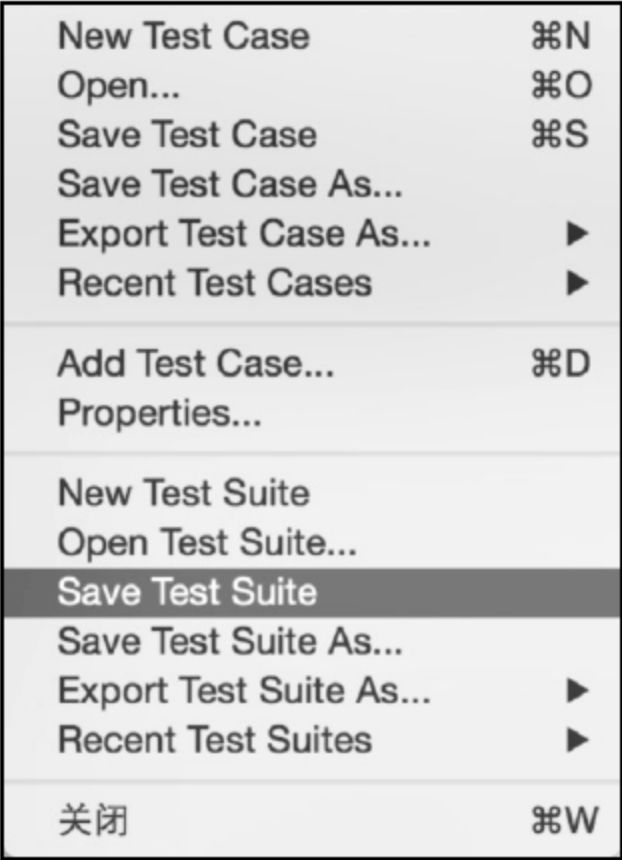 New Test Case ⌘N
Open... ⌘O
Save Test Case ⌘S
Save Test Case As...
Export Test Case As... ▶
Recent Test Cases ▶
Add Test Case... ⌘D
Properties...
New Test Suite
Open Test Suite...
Save Test Suite
Save Test Suite As...
Export Test Suite As... ▶
Recent Test Suites ▶
关闭 ⌘W